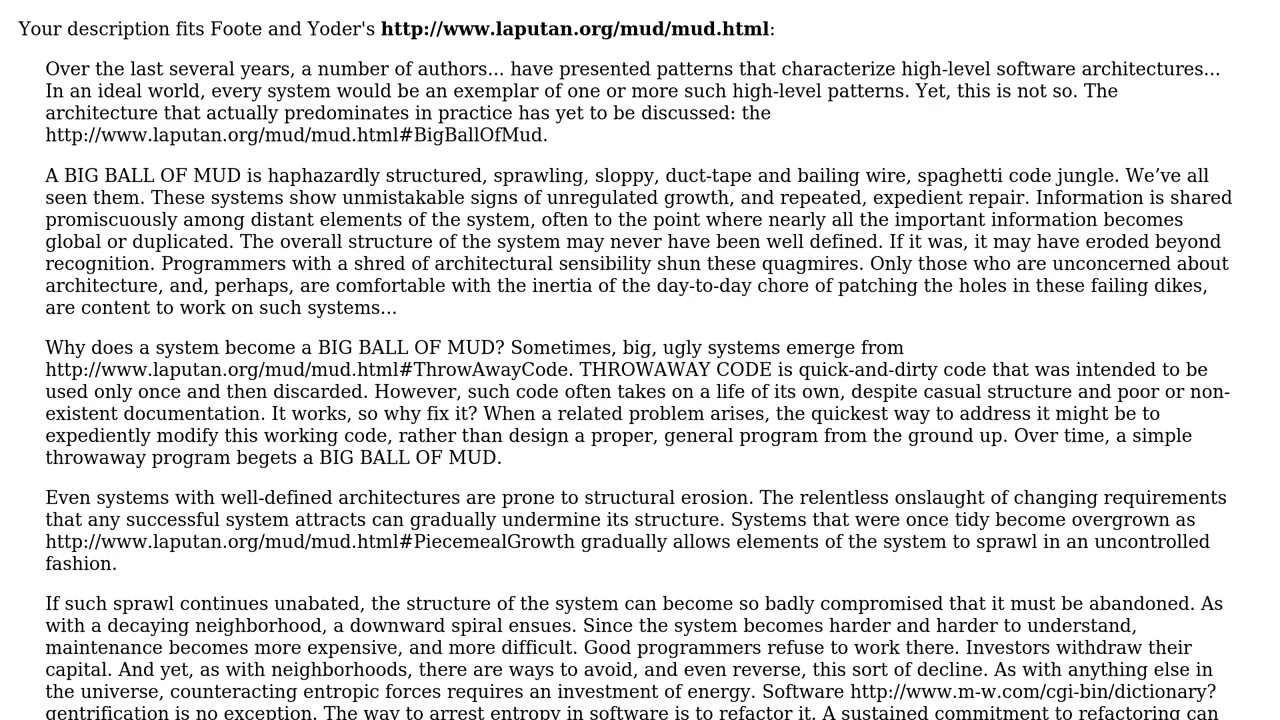 Your description fits Foote and Yoder's http://www.laputan.org/mud/mud.html:
Over the last several years, a number of authors... have presented patterns that characterize high-level software architectures...
In an ideal world, every system would be an exemplar of one or more such high-level patterns. Yet, this is not so. The
architecture that actually predominates in practice has yet to be discussed: the
http://www.laputan.org/mud/mud.html#BigBallOfMud.
A BIG BALL OF MUD is haphazardly structured, sprawling, sloppy, duct-tape and bailing wire, spaghetti code jungle. We’ve all
seen them. These systems show unmistakable signs of unregulated growth, and repeated, expedient repair. Information is shared
promiscuously among distant elements of the system, often to the point where nearly all the important information becomes
global or duplicated. The overall structure of the system may never have been well defined. If it was, it may have eroded beyond
recognition. Programmers with a shred of architectural sensibility shun these quagmires. Only those who are unconcerned about
architecture, and, perhaps, are comfortable with the inertia of the day-to-day chore of patching the holes in these failing dikes,
are content to work on such systems...
Why does a system become a BIG BALL OF MUD? Sometimes, big, ugly systems emerge from
http://www.laputan.org/mud/mud.html#ThrowAwayCode. THROWAWAY CODE is quick-and-dirty code that was intended to be
used only once and then discarded. However, such code often takes on a life of its own, despite casual structure and poor or non-
existent documentation. It works, so why fix it? When a related problem arises, the quickest way to address it might be to
expediently modify this working code, rather than design a proper, general program from the ground up. Over time, a simple
throwaway program begets a BIG BALL OF MUD.
Even systems with well-defined architectures are prone to structural erosion. The relentless onslaught of changing requirements
that any successful system attracts can gradually undermine its structure. Systems that were once tidy become overgrown as
http://www.laputan.org/mud/mud.html#PiecemealGrowth gradually allows elements of the system to sprawl in an uncontrolled
fashion.
If such sprawl continues unabated, the structure of the system can become so badly compromised that it must be abandoned. As
with a decaying neighborhood, a downward spiral ensues. Since the system becomes harder and harder to understand,
maintenance becomes more expensive, and more difficult. Good programmers refuse to work there. Investors withdraw their
capital. And yet, as with neighborhoods, there are ways to avoid, and even reverse, this sort of decline. As with anything else in
the universe, counteracting entropic forces requires an investment of energy. Software http://www.m-w.com/cgi-bin/dictionary?
gentrification is no exception. The way to arrest entropy in software is to refactor it. A sustained commitment to refactoring can